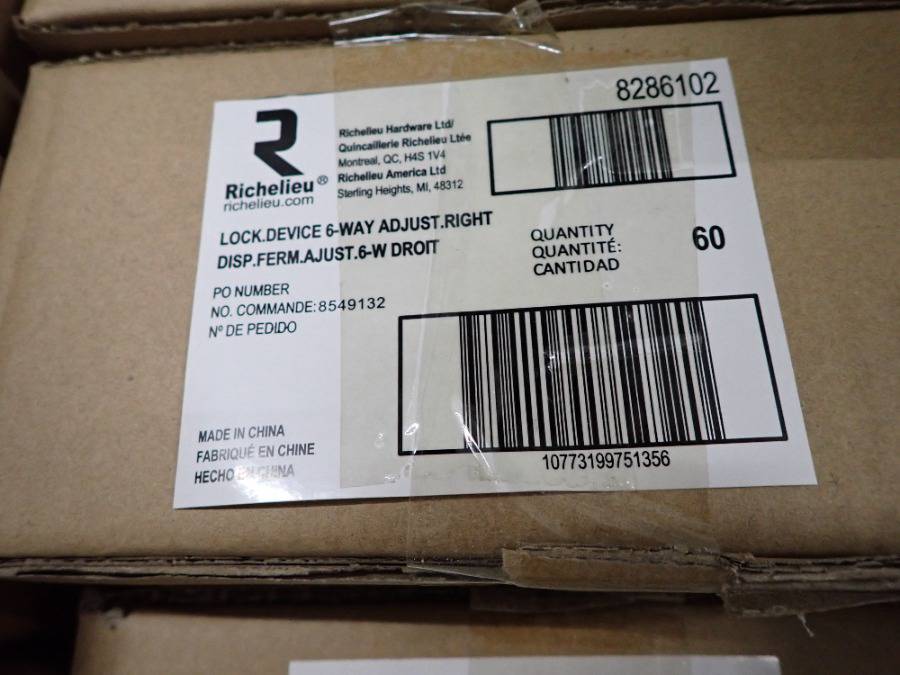 8286102
R
Richelieu®
richelieu.com
Richelieu Hardware Ltd/
Quincaillerie Richelieu Ltée
Montreal, QC, H4S 1V4
Richelieu America Ltd
Sterling Heights, MI, 48312
LOCK.DEVICE 6-WAY ADJUST.RIGHT
DISP.FERM.AJUST.6-W DROIT
QUANTITY
QUANTITÉ:
CANTIDAD
60
PO NUMBER
NO. COMMANDE:8549132
Nº DE PEDIDO
MADE IN CHINA
FABRIQUÉ EN CHINE
HECHO EN CHINA
10773199751356